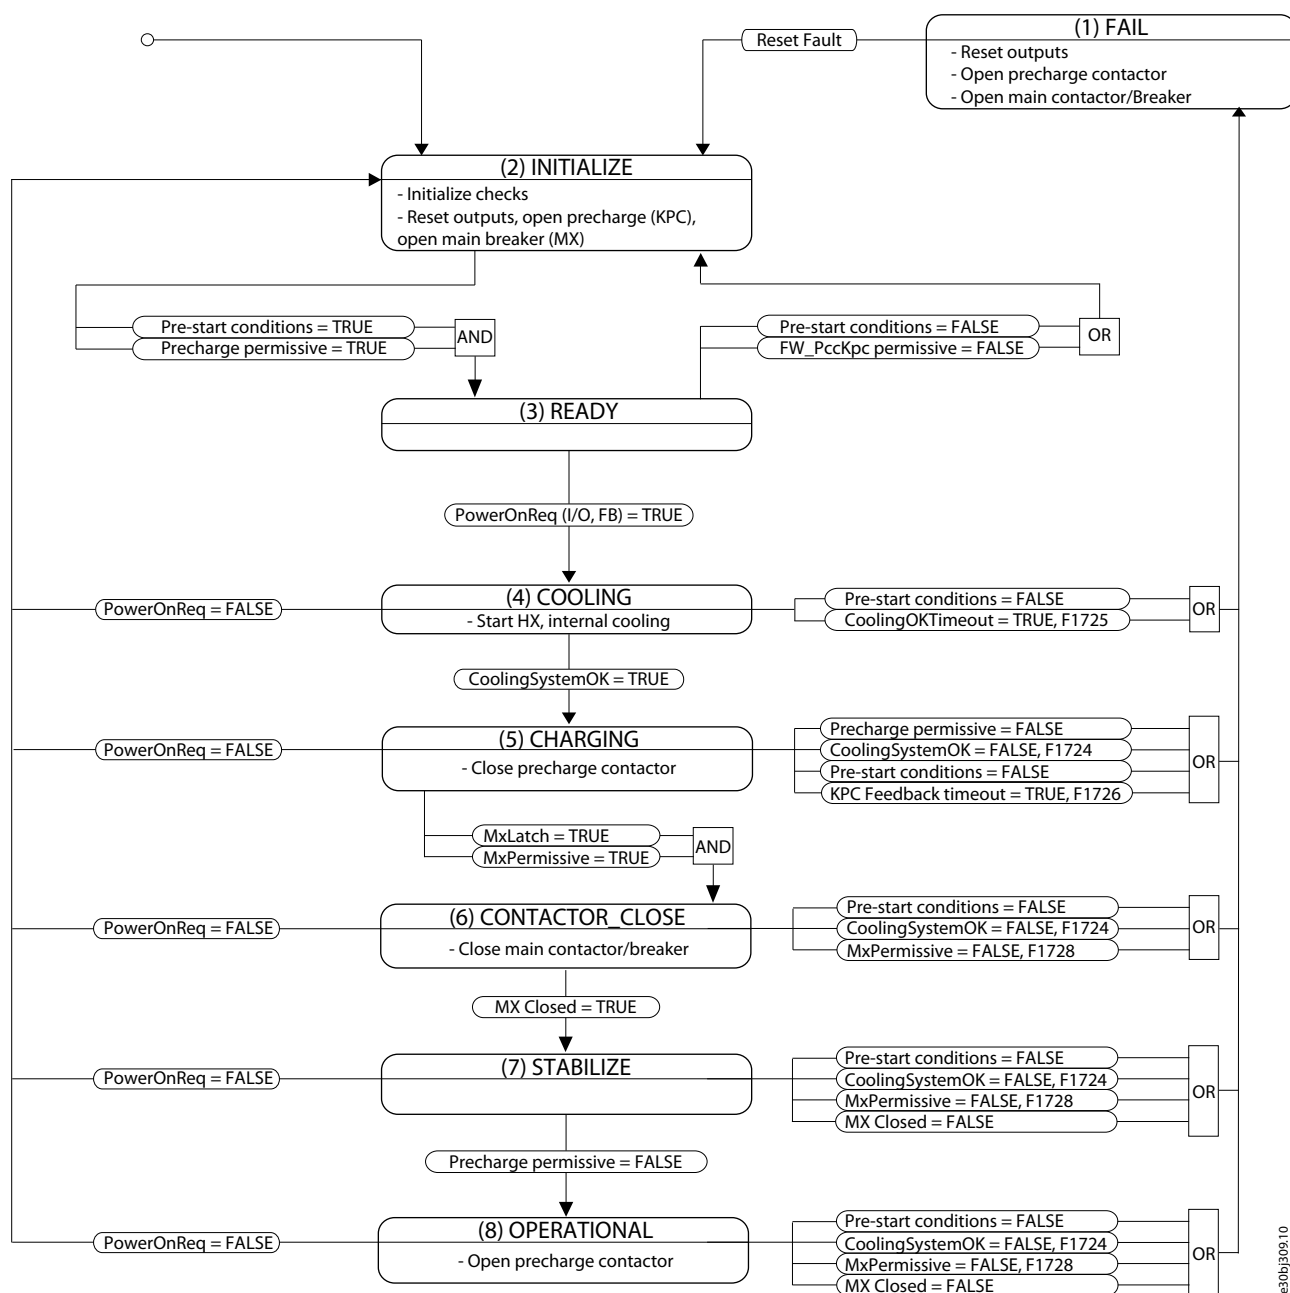 (1) FAIL
Reset Fault
- Reset outputs
- Open precharge contactor
- Open main contactor/Breaker
(2) INITIALIZE
- Initialize checks
- Reset outputs, open precharge (KPC),
open main breaker (MX)
Pre-start conditions = TRUE
Precharge permissive = TRUE
AND
Pre-start conditions = FALSE
FW_PccKpc permissive = FALSE
OR
(3) READY
PowerOnReq (I/O, FB) = TRUE
PowerOnReq = FALSE
(4) COOLING
- Start HX, internal cooling
Pre-start conditions = FALSE
CoolingOKTimeout = TRUE, F1725
OR
CoolingSystemOK = TRUE
PowerOnReq = FALSE
(5) CHARGING
- Close precharge contactor
Precharge permissive = FALSE
CoolingSystemOK = FALSE, F1724
Pre-start conditions = FALSE
KPC Feedback timeout = TRUE, F1726
OR
MxLatch = TRUE
MxPermissive = TRUE
AND
PowerOnReq = FALSE
(6) CONTACTOR_CLOSE
- Close main contactor/breaker
Pre-start conditions = FALSE
CoolingSystemOK = FALSE, F1724
MxPermissive = FALSE, F1728
OR
MX Closed = TRUE
PowerOnReq = FALSE
(7) STABILIZE
Pre-start conditions = FALSE
CoolingSystemOK = FALSE, F1724
MxPermissive = FALSE, F1728
MX Closed = FALSE
OR
Precharge permissive = FALSE
PowerOnReq = FALSE
(8) OPERATIONAL
- Open precharge contactor
Pre-start conditions = FALSE
CoolingSystemOK = FALSE, F1724
MxPermissive = FALSE, F1728
MX Closed = FALSE
OR
e30bj309.10